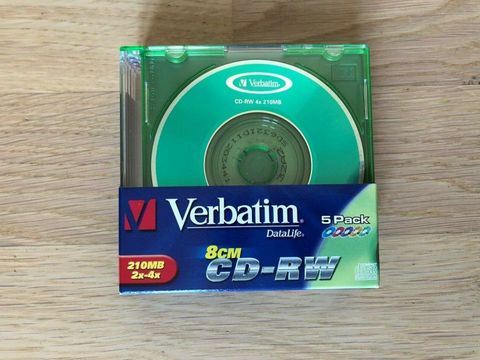 Verbatim.
CD-RW 4x 210MB
Verbatim.
DataLife.
5 Pack
8CM
CD-RW
210MB
2x-4x